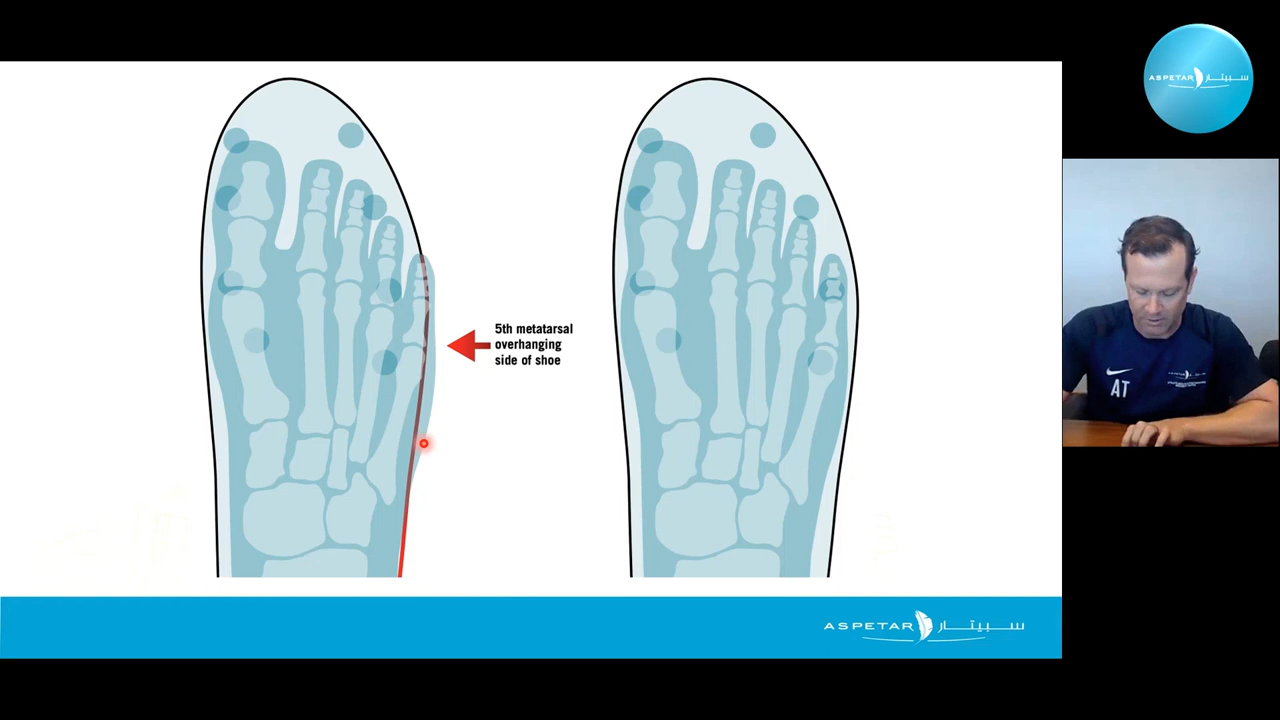 ASPETAR سبيتار
5th metatarsal
overhanging
side of shoe
AT
ASPETAR سبيتار